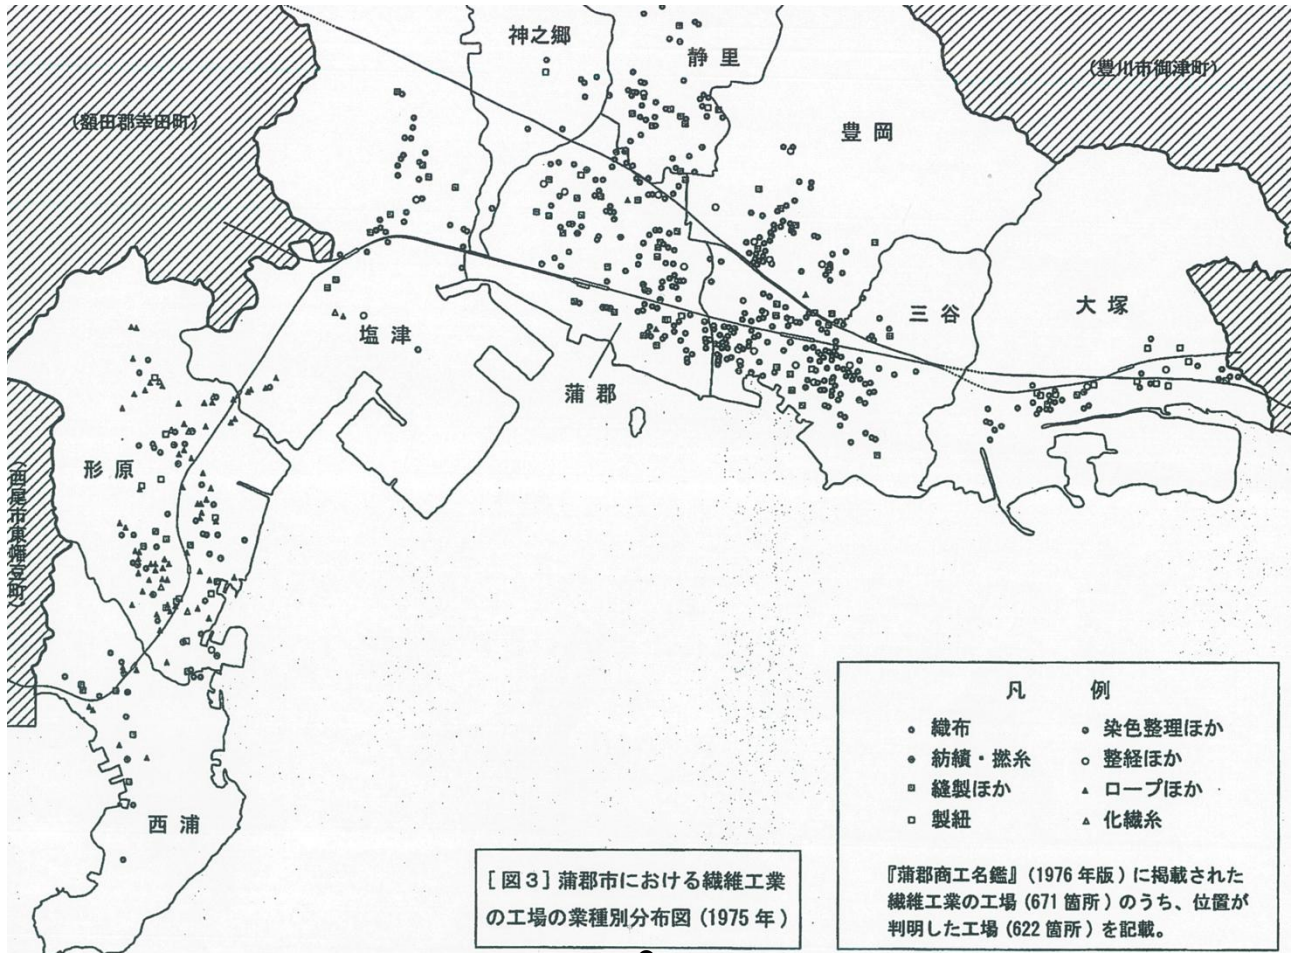 神之郷
静里
(豊川市御津町)
(額田郡幸田町)
豊岡
三谷
大塚
塩津
蒲郡
形原
(西尾市東幡豆町)
西浦
凡 例
織布
紡績・撚糸
縫製ほか
製紐
染色整理ほか
整経ほか
ロープほか
化繊糸
『蒲郡商工名鑑』(1976年版)に掲載された
繊維工業の工場(671箇所)のうち、位置が
判明した工場(622箇所)を記載。
[図3]蒲郡市における繊維工業
の工場の業種別分布図(1975年)